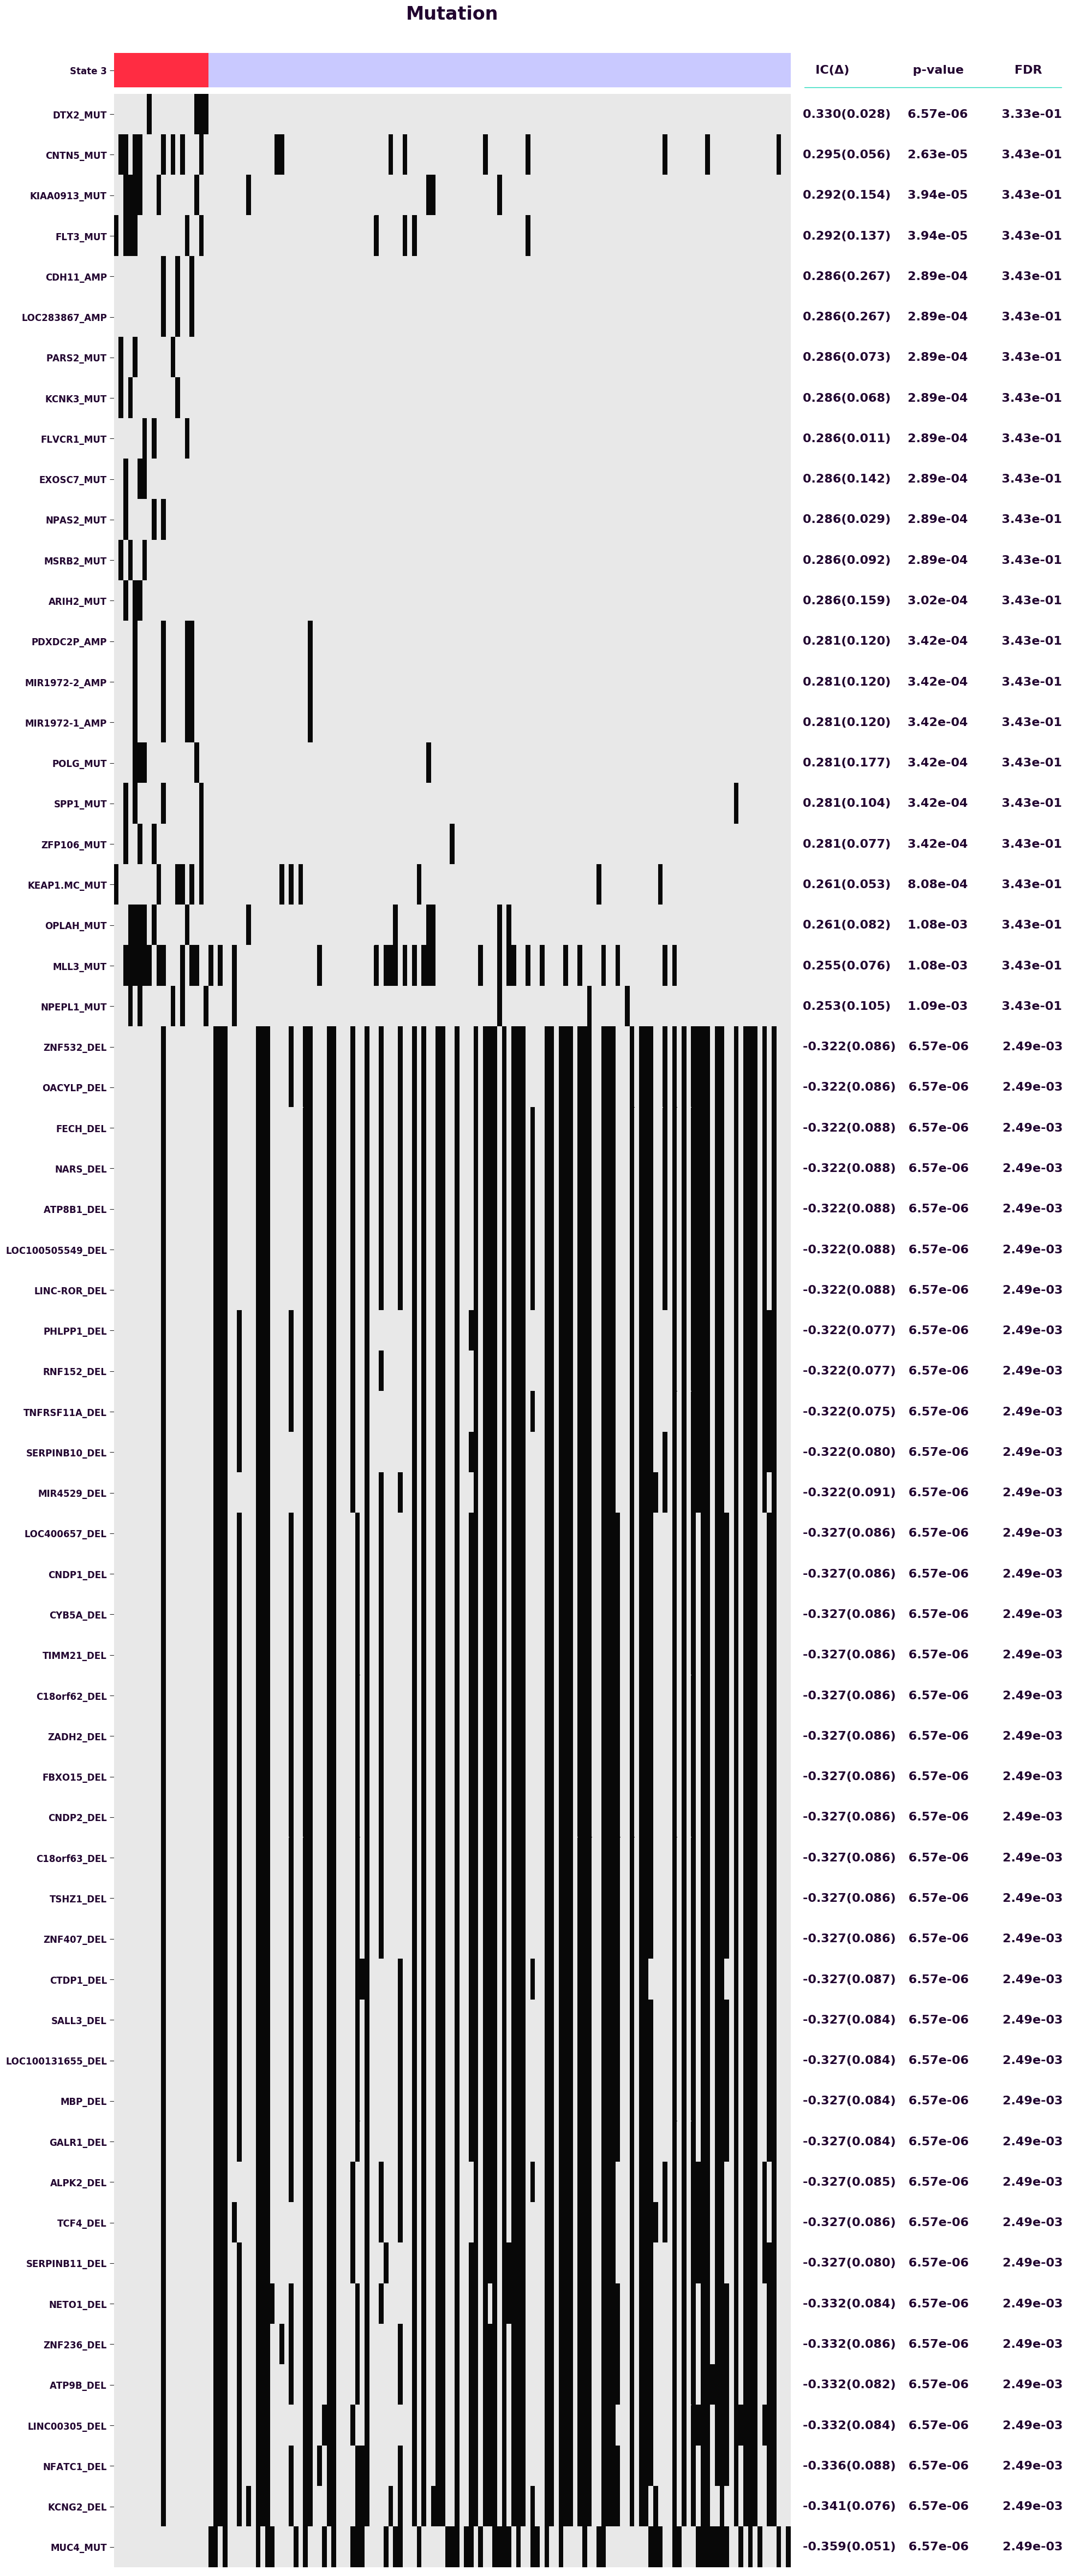 Mutation
State 3 IC(Δ) p-value FDR
DTX2_MUT 0.330(0.028) 6.57e-06 3.33e-01
CNTN5_MUT 0.295(0.056) 2.63e-05 3.43e-01
KIAA0913_MUT 0.292(0.154) 3.94e-05 3.43e-01
FLT3_MUT 0.292(0.137) 3.94e-05 3.43e-01
CDH11_AMP 0.286(0.267) 2.89e-04 3.43e-01
LOC283867_AMP 0.286(0.267) 2.89e-04 3.43e-01
PARS2_MUT 0.286(0.073) 2.89e-04 3.43e-01
KCNK3_MUT 0.286(0.068) 2.89e-04 3.43e-01
FLVCR1_MUT 0.286(0.011) 2.89e-04 3.43e-01
EXOSC7_MUT 0.286(0.142) 2.89e-04 3.43e-01
NPAS2_MUT 0.286(0.029) 2.89e-04 3.43e-01
MSRB2_MUT 0.286(0.092) 2.89e-04 3.43e-01
ARIH2_MUT 0.286(0.159) 3.02e-04 3.43e-01
PDXDC2P_AMP 0.281(0.120) 3.42e-04 3.43e-01
MIR1972-2_AMP 0.281(0.120) 3.42e-04 3.43e-01
MIR1972-1_AMP 0.281(0.120) 3.42e-04 3.43e-01
POLG_MUT 0.281(0.177) 3.42e-04 3.43e-01
SPP1_MUT 0.281(0.104) 3.42e-04 3.43e-01
ZFP106_MUT 0.281(0.077) 3.42e-04 3.43e-01
KEAP1.MC_MUT 0.261(0.053) 8.08e-04 3.43e-01
OPLAH_MUT 0.261(0.082) 1.08e-03 3.43e-01
MLL3_MUT 0.255(0.076) 1.08e-03 3.43e-01
NPEPL1_MUT 0.253(0.105) 1.09e-03 3.43e-01
ZNF532_DEL -0.322(0.086) 6.57e-06 2.49e-03
OACYLP_DEL -0.322(0.086) 6.57e-06 2.49e-03
FECH_DEL -0.322(0.088) 6.57e-06 2.49e-03
NARS_DEL -0.322(0.088) 6.57e-06 2.49e-03
ATP8B1_DEL -0.322(0.088) 6.57e-06 2.49e-03
LOC100505549_DEL -0.322(0.088) 6.57e-06 2.49e-03
LINC-ROR_DEL -0.322(0.088) 6.57e-06 2.49e-03
PHLPP1_DEL -0.322(0.077) 6.57e-06 2.49e-03
RNF152_DEL -0.322(0.077) 6.57e-06 2.49e-03
TNFRSF11A_DEL -0.322(0.075) 6.57e-06 2.49e-03
SERPINB10_DEL -0.322(0.080) 6.57e-06 2.49e-03
MIR4529_DEL -0.322(0.091) 6.57e-06 2.49e-03
LOC400657_DEL -0.327(0.086) 6.57e-06 2.49e-03
CNDP1_DEL -0.327(0.086) 6.57e-06 2.49e-03
CYB5A_DEL -0.327(0.086) 6.57e-06 2.49e-03
TIMM21_DEL -0.327(0.086) 6.57e-06 2.49e-03
C18orf62_DEL -0.327(0.086) 6.57e-06 2.49e-03
ZADH2_DEL -0.327(0.086) 6.57e-06 2.49e-03
FBXO15_DEL -0.327(0.086) 6.57e-06 2.49e-03
CNDP2_DEL -0.327(0.086) 6.57e-06 2.49e-03
C18orf63_DEL -0.327(0.086) 6.57e-06 2.49e-03
TSHZ1_DEL -0.327(0.086) 6.57e-06 2.49e-03
ZNF407_DEL -0.327(0.086) 6.57e-06 2.49e-03
CTDP1_DEL -0.327(0.087) 6.57e-06 2.49e-03
SALL3_DEL -0.327(0.084) 6.57e-06 2.49e-03
LOC100131655_DEL -0.327(0.084) 6.57e-06 2.49e-03
MBP_DEL -0.327(0.084) 6.57e-06 2.49e-03
GALR1_DEL -0.327(0.084) 6.57e-06 2.49e-03
ALPK2_DEL -0.327(0.085) 6.57e-06 2.49e-03
TCF4_DEL -0.327(0.086) 6.57e-06 2.49e-03
SERPINB11_DEL -0.327(0.080) 6.57e-06 2.49e-03
NETO1_DEL -0.332(0.084) 6.57e-06 2.49e-03
ZNF236_DEL -0.332(0.086) 6.57e-06 2.49e-03
ATP9B_DEL -0.332(0.082) 6.57e-06 2.49e-03
LINC00305_DEL -0.332(0.084) 6.57e-06 2.49e-03
NFATC1_DEL -0.336(0.088) 6.57e-06 2.49e-03
KCNG2_DEL -0.341(0.076) 6.57e-06 2.49e-03
MUC4_MUT -0.359(0.051) 6.57e-06 2.49e-03